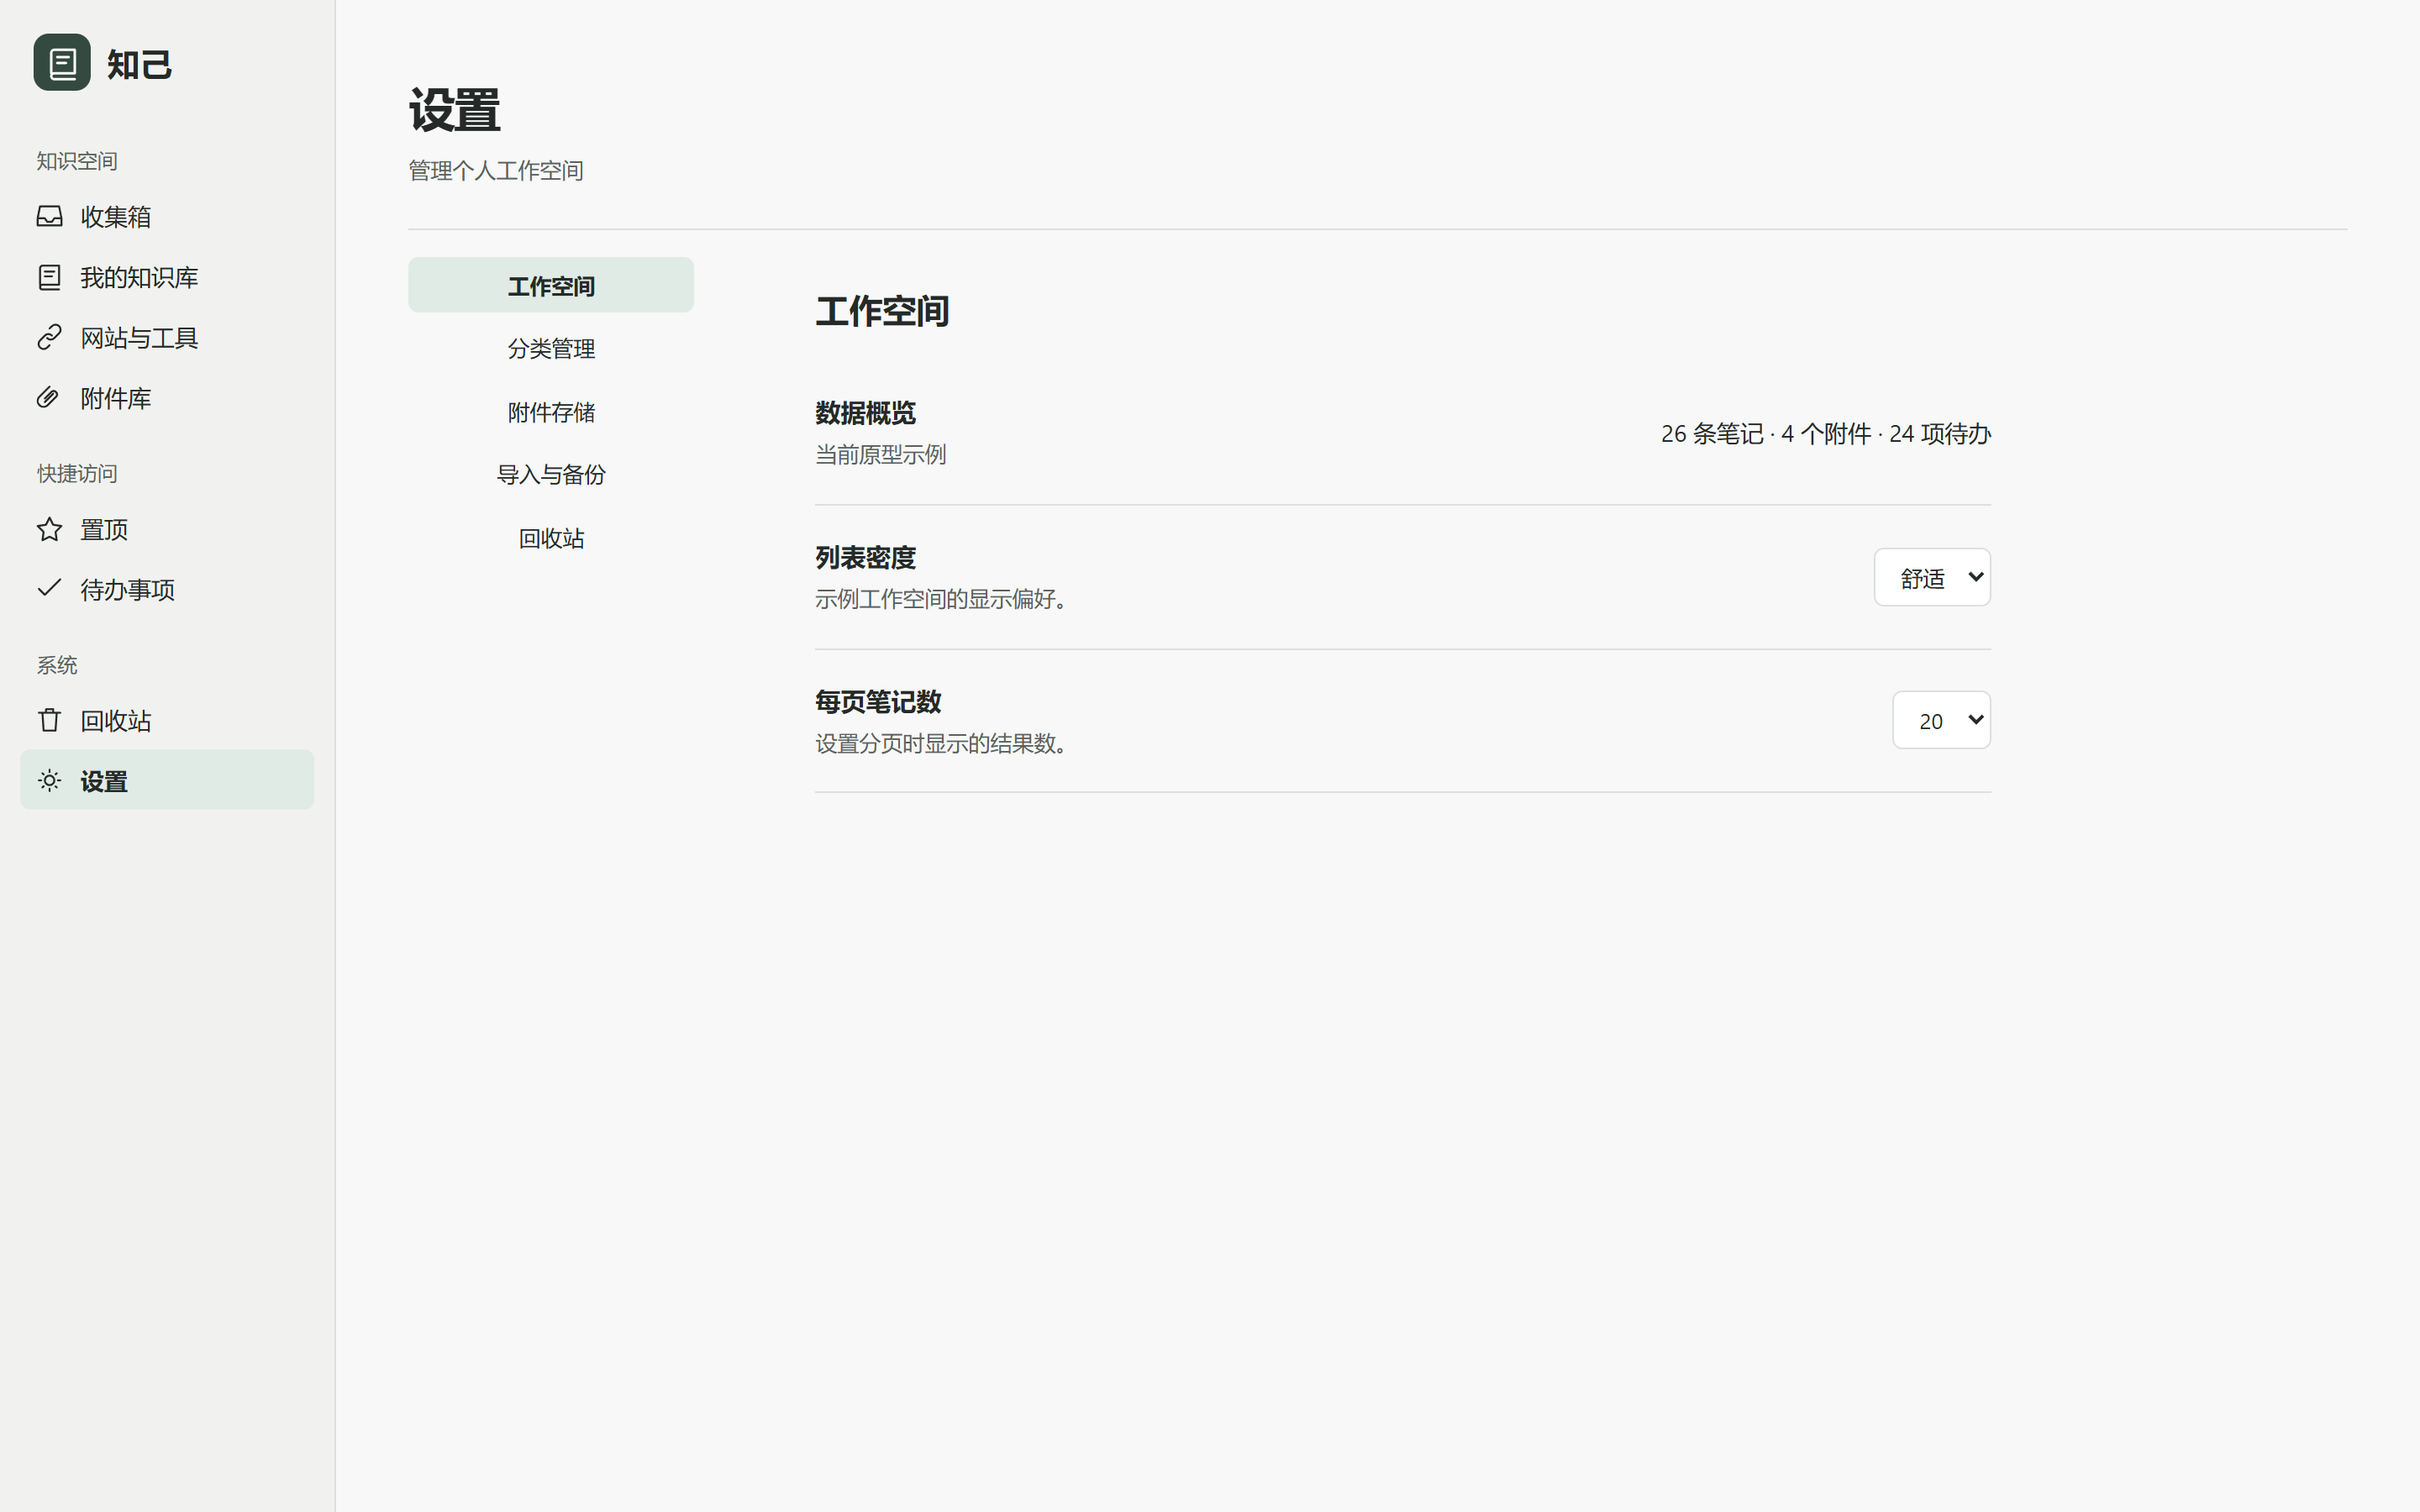 知己
知识空间
收集箱
我的知识库
网站与工具
附件库
快捷访问
置顶
待办事项
系统
回收站
设置
设置
管理个人工作空间
工作空间
分类管理
附件存储
导入与备份
回收站
工作空间
数据概览
当前原型示例
26 条笔记 · 4 个附件 · 24 项待办
列表密度
示例工作空间的显示偏好。
舒适
每页笔记数
设置分页时显示的结果数。
20